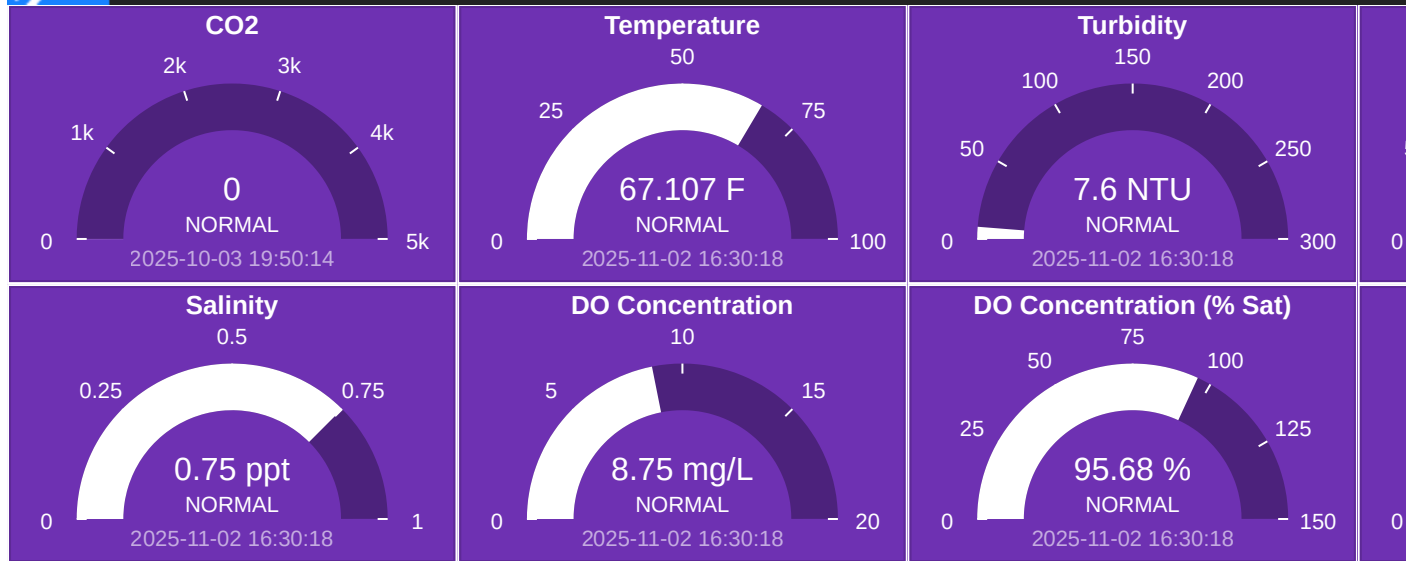 CO2
2k 3k
1k 4k
0
NORMAL
0 5k
2025-10-03 19:50:14
Temperature
50
25 75
67.107 F
NORMAL
0 100
2025-11-02 16:30:18
Turbidity
150
100 200
50 250
7.6 NTU
NORMAL
0 300
2025-11-02 16:30:18
0
Salinity
0.5
0.25 0.75
0.75 ppt
NORMAL
0 1
2025-11-02 16:30:18
DO Concentration
10
5 15
8.75 mg/L
NORMAL
0 20
2025-11-02 16:30:18
DO Concentration (% Sat)
75
50 100
25 125
95.68 %
NORMAL
0 150
2025-11-02 16:30:18
0